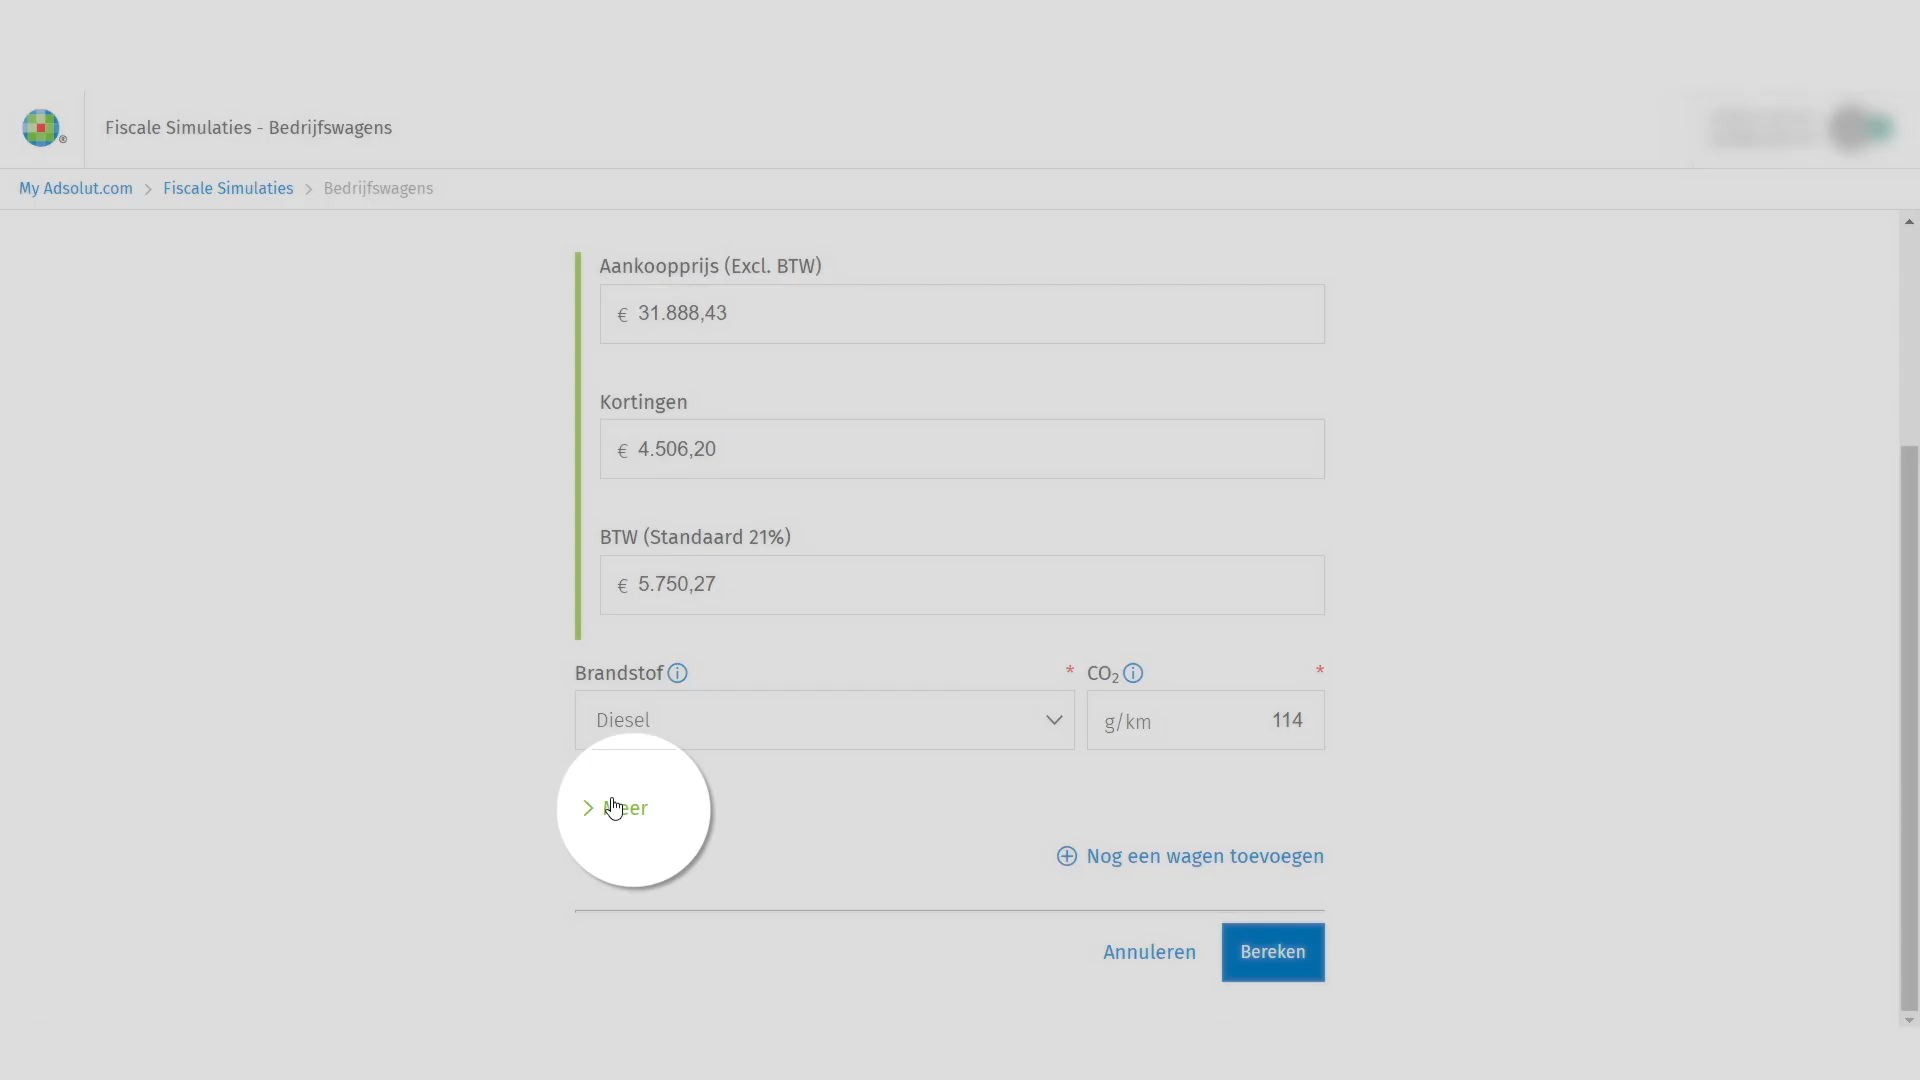 Fiscale Simulaties - Bedrijfswagens
My Adsolut.com > Fiscale Simulaties > Bedrijfswagens
Aankoopprijs (Excl. BTW)
€ 31.888,43
Kortingen
€ 4.506,20
BTW (Standaard 21%)
€ 5.750,27
Brandstof * CO₂ *
Diesel g/km 114
Meer
Nog een wagen toevoegen
Annuleren Bereken